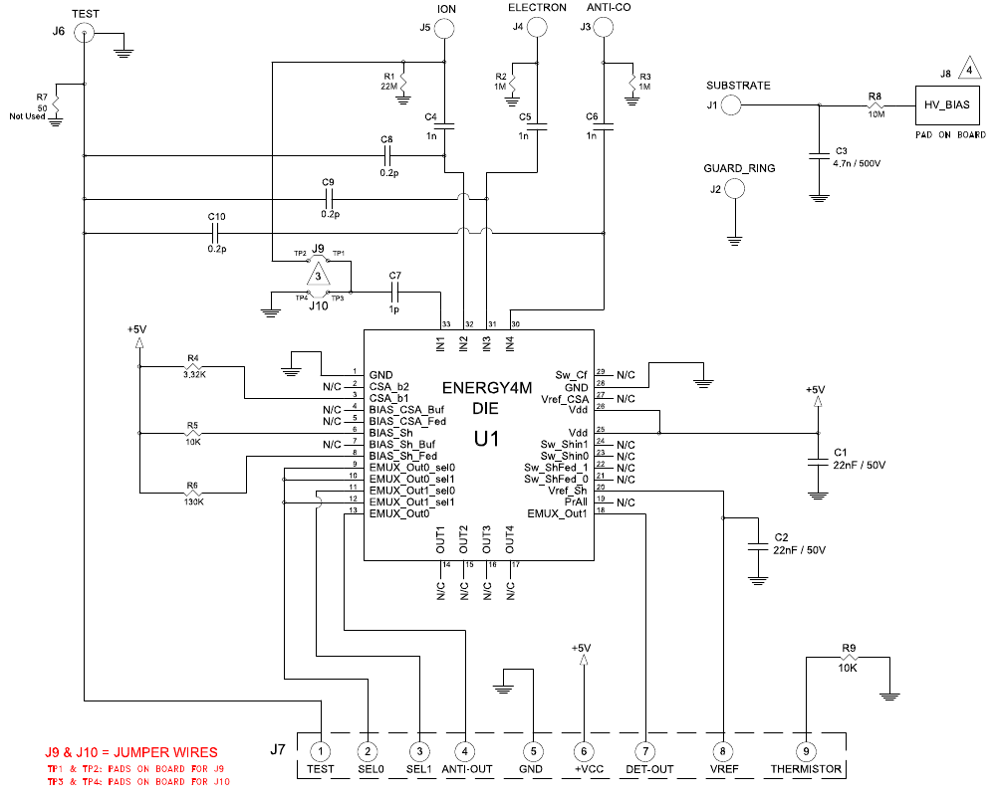 TEST
J6
R7
50
Not Used
ION
J5
ELECTRON
J4
ANTI-CO
J3
R1
22M
R2
1M
R3
1M
C4
1n
C5
1n
C6
1n
C8
0.2p
C9
0.2p
C10
0.2p
SUBSTRATE
J1
R8
10M
J8
4
HV_BIAS
PAD ON BOARD
C3
4.7n / 500V
GUARD_RING
J2
J9
TP2
TP1
3
TP4
TP3
J10
C7
1p
33
32
31
30
IN1
IN2
IN3
IN4
+5V
R4
3.32K
R5
10K
R6
130K
ENERGY4M
DIE
U1
1 GND
N/C 2 CSA_b2
3 CSA_b1
N/C 4 BIAS_CSA_Buf
N/C 5 BIAS_CSA_Fed
6 BIAS_Sh
N/C 7 BIAS_Sh_Buf
8 BIAS_Sh_Fed
9 EMUX_Out0_sel0
10 EMUX_Out0_sel1
11 EMUX_Out1_sel0
12 EMUX_Out1_sel1
13 EMUX_Out0
Sw_Cf 29 N/C
GND 28
Vref_CSA 27 N/C
Vdd 26
Vdd 25
Sw_Shin1 24 N/C
Sw_Shin0 23 N/C
Sw_ShFed_1 22 N/C
Sw_ShFed_0 21 N/C
Vref_Sh 20
PrAll 19 N/C
EMUX_Out1 18
OUT1
OUT2
OUT3
OUT4
14
15
16
17
N/C
N/C
N/C
N/C
+5V
C1
22nF / 50V
C2
22nF / 50V
R9
10K
+5V
J7
1
2
3
4
5
6
7
8
9
TEST
SEL0
SEL1
ANTI-OUT
GND
+VCC
DET-OUT
VREF
THERMISTOR
J9 & J10 = JUMPER WIRES
TP1 & TP2: PADS ON BOARD FOR J9
TP3 & TP4: PADS ON BOARD FOR J10